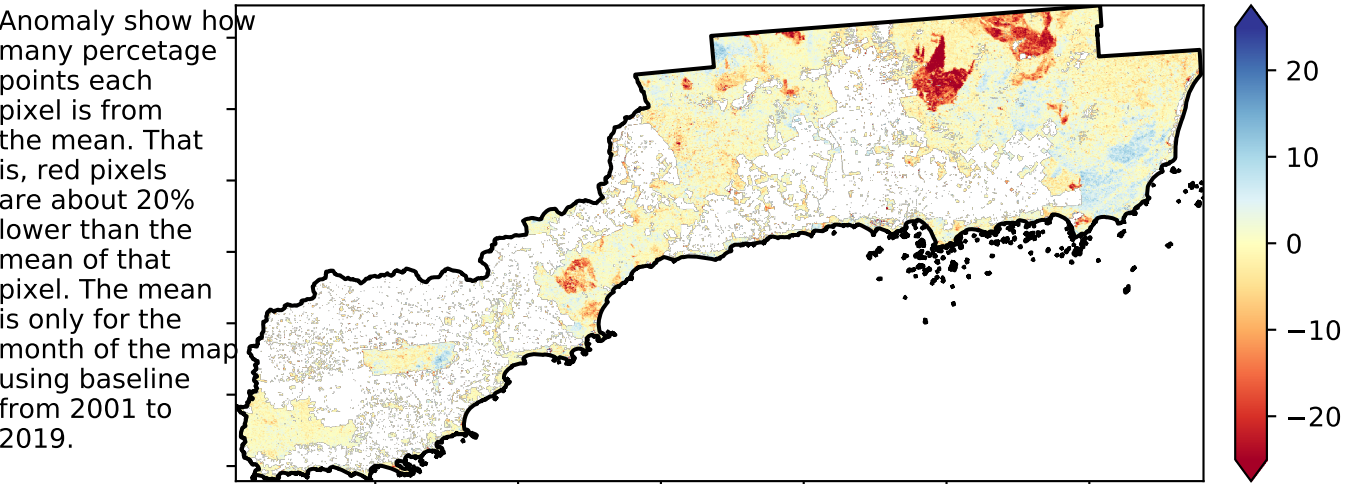 Anomaly show how
many percetage
points each
pixel is from
the mean. That
is, red pixels
are about 20%
lower than the
mean of that
pixel. The mean
is only for the
month of the map
using baseline
from 2001 to
2019.
20
10
0
−10
−20